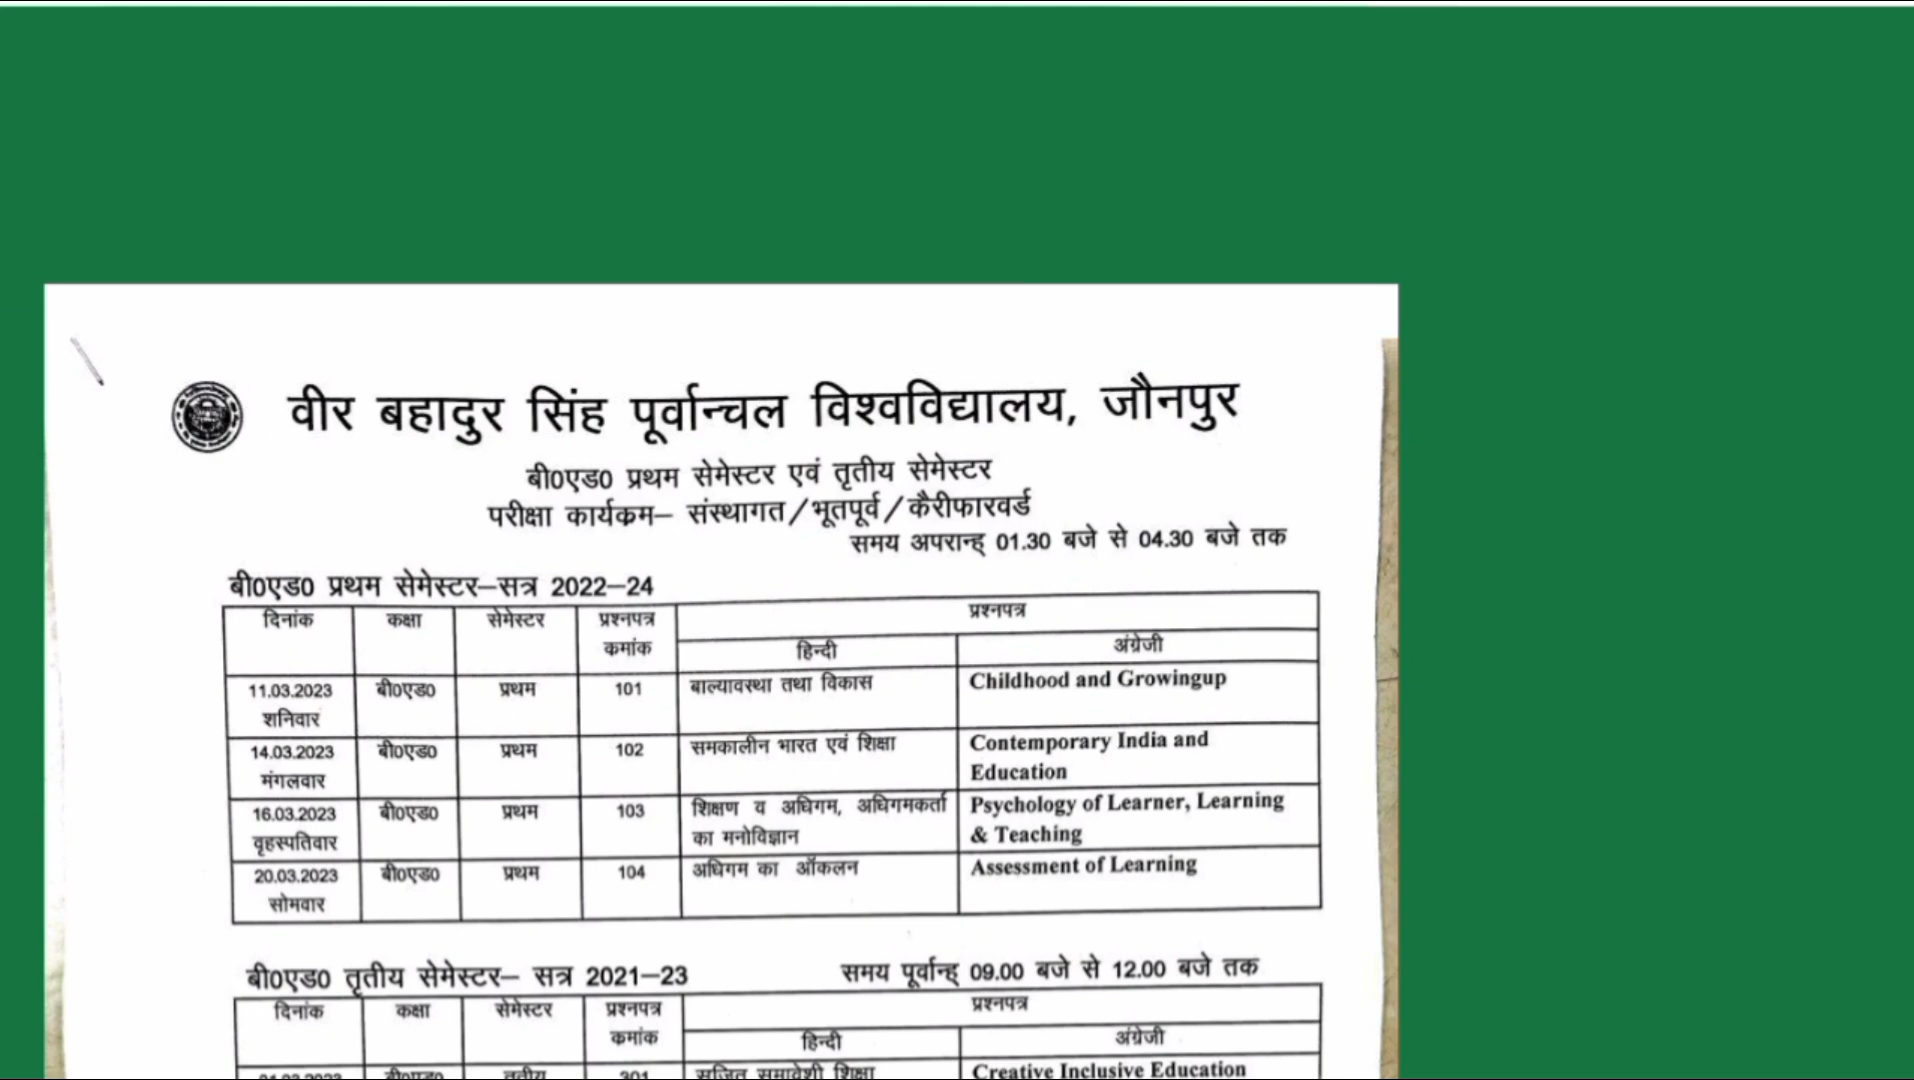 वीर बहादुर सिंह पूर्वान्चल विश्वविद्यालय, जौनपुर
बी0एड0 प्रथम सेमेस्टर एवं तृतीय सेमेस्टर
परीक्षा कार्यकम– संस्थागत/भूतपूर्व/कैरीफारवर्ड
समय अपरान्ह् 01.30 बजे से 04.30 बजे तक
बी0एड0 प्रथम सेमेस्टर–सत्र 2022–24
दिनांक कक्षा सेमेस्टर प्रश्नपत्र प्रश्नपत्र
कमांक हिन्दी अंग्रेजी
11.03.2023 बी0एड0 प्रथम 101 बाल्यावस्था तथा विकास Childhood and Growingup
शनिवार
14.03.2023 बी0एड0 प्रथम 102 समकालीन भारत एवं शिक्षा Contemporary India and
मंगलवार Education
16.03.2023 बी0एड0 प्रथम 103 शिक्षण व अधिगम, अधिगमकर्ता Psychology of Learner, Learning
वृहस्पतिवार का मनोविज्ञान & Teaching
20.03.2023 बी0एड0 प्रथम 104 अधिगम का ऑकलन Assessment of Learning
सोमवार
बी0एड0 तृतीय सेमेस्टर– सत्र 2021–23 समय पूर्वान्ह् 09.00 बजे से 12.00 बजे तक
दिनांक कक्षा सेमेस्टर प्रश्नपत्र प्रश्नपत्र
कमांक हिन्दी अंग्रेजी
बी0एड0 तृतीय 301 समावेशी शिक्षा Creative Inclusive Education